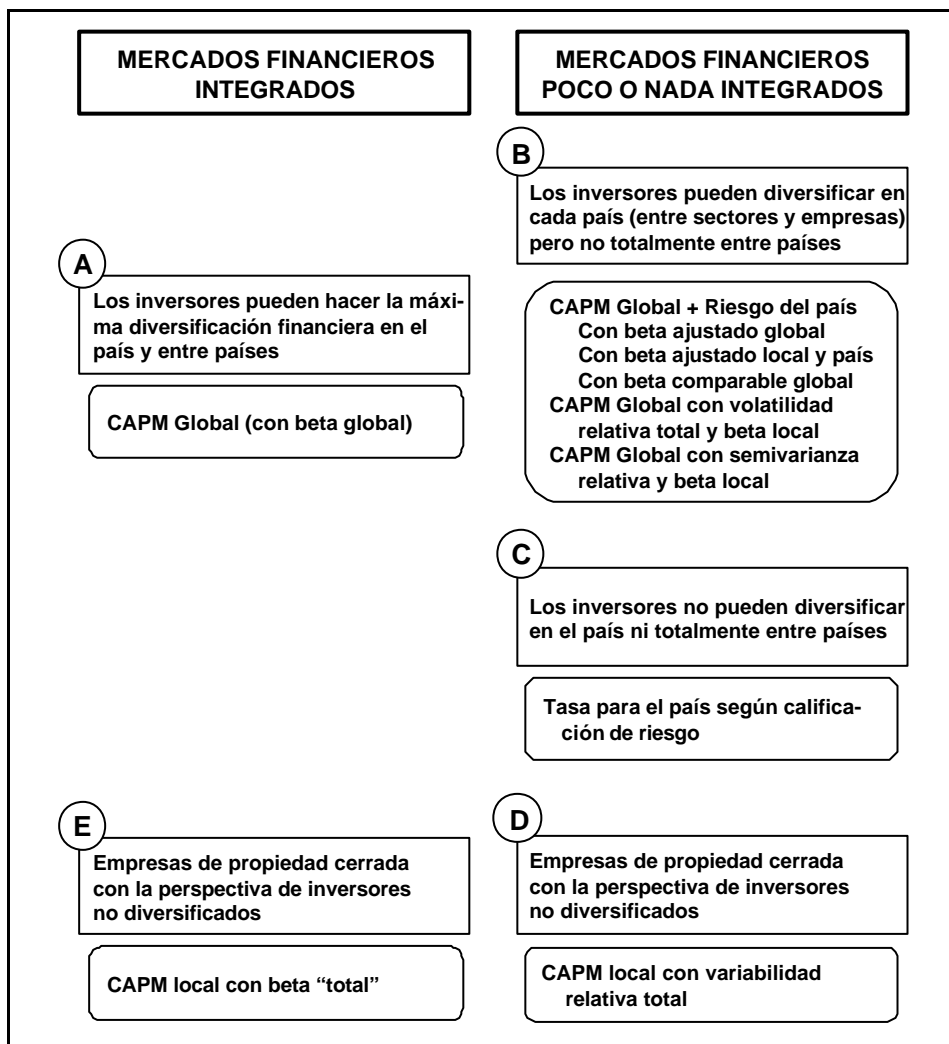 MERCADOS FINANCIEROS
INTEGRADOS
MERCADOS FINANCIEROS
POCO O NADA INTEGRADOS
B
Los inversores pueden diversificar en
cada país (entre sectores y empresas)
pero no totalmente entre países
A
Los inversores pueden hacer la máxi-
ma diversificación financiera en el
país y entre países
CAPM Global (con beta global)
CAPM Global + Riesgo del país
Con beta ajustado global
Con beta ajustado local y país
Con beta comparable global
CAPM Global con volatilidad
relativa total y beta local
CAPM Global con semivarianza
relativa y beta local
C
Los inversores no pueden diversificar
en el país ni totalmente entre países
Tasa para el país según califica-
ción de riesgo
E
Empresas de propiedad cerrada
con la perspectiva de inversores
no diversificados
CAPM local con beta “total”
D
Empresas de propiedad cerrada
con la perspectiva de inversores
no diversificados
CAPM local con variabilidad
relativa total